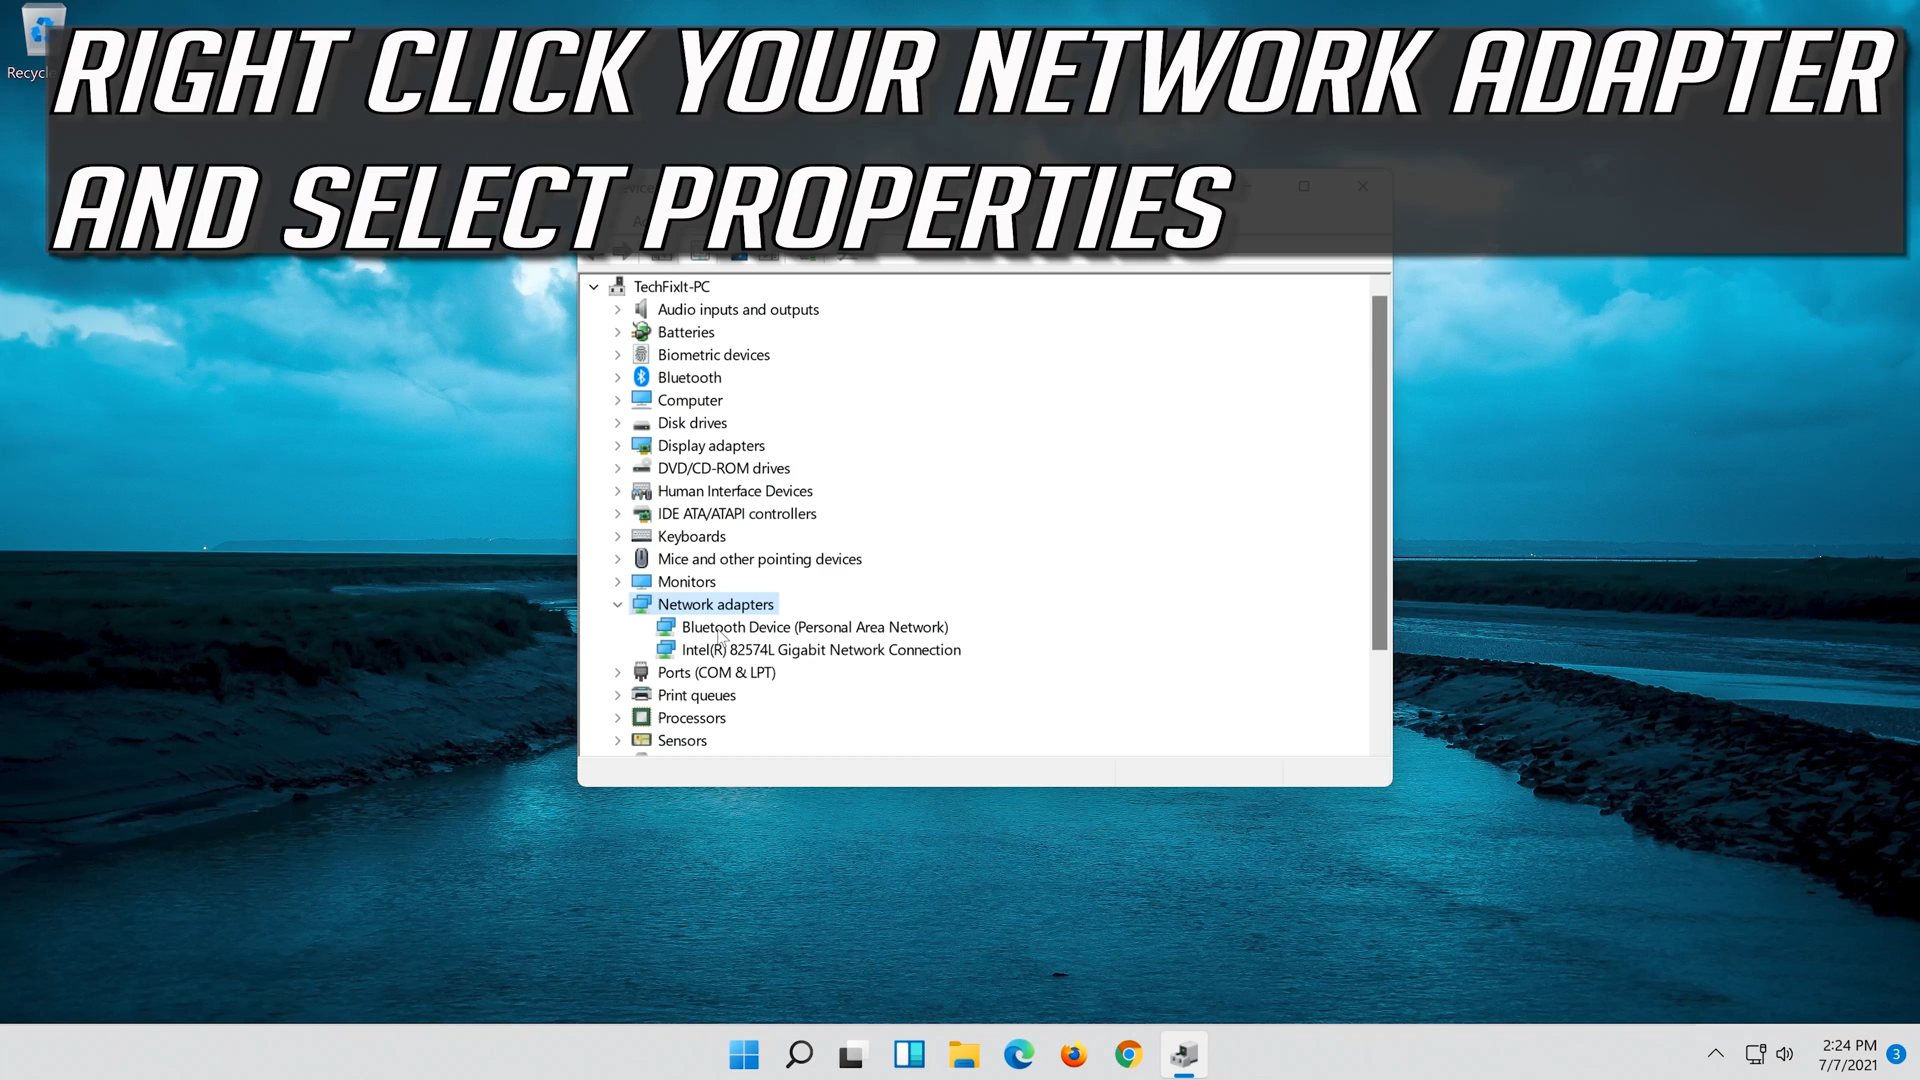 RIGHT CLICK YOUR NETWORK ADAPTER
AND SELECT PROPERTIES
TechFixIt-PC
Audio inputs and outputs
Batteries
Biometric devices
Bluetooth
Computer
Disk drives
Display adapters
DVD/CD-ROM drives
Human Interface Devices
IDE ATA/ATAPI controllers
Keyboards
Mice and other pointing devices
Monitors
Network adapters
Bluetooth Device (Personal Area Network)
Intel(R) 82574L Gigabit Network Connection
Ports (COM & LPT)
Print queues
Processors
Sensors
2:24 PM
7/7/2021
3